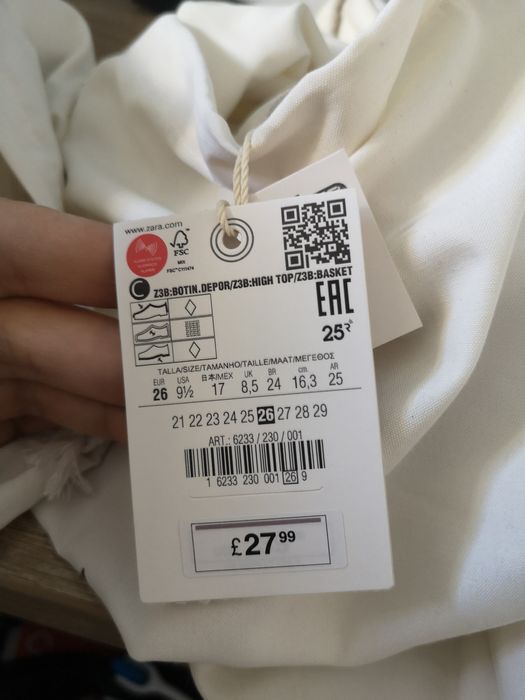 www.zara.com
FSC
MIX
C Z3B:BOTIN.DEPOR/Z3B:HIGH TOP/Z3B:BASKET
EAC
25
TALLA/SIZE/TAMANHO/TAILLE/MAAT/ΜΕΓΕΘΟΣ
EUR USA 日本/MEX UK BR cm AR
26 9½ 17 8,5 24 16,3 25
21 22 23 24 25 26 27 28 29
ART.: 6233 / 230 / 001
1 6233 230 001 26 9
£27.99